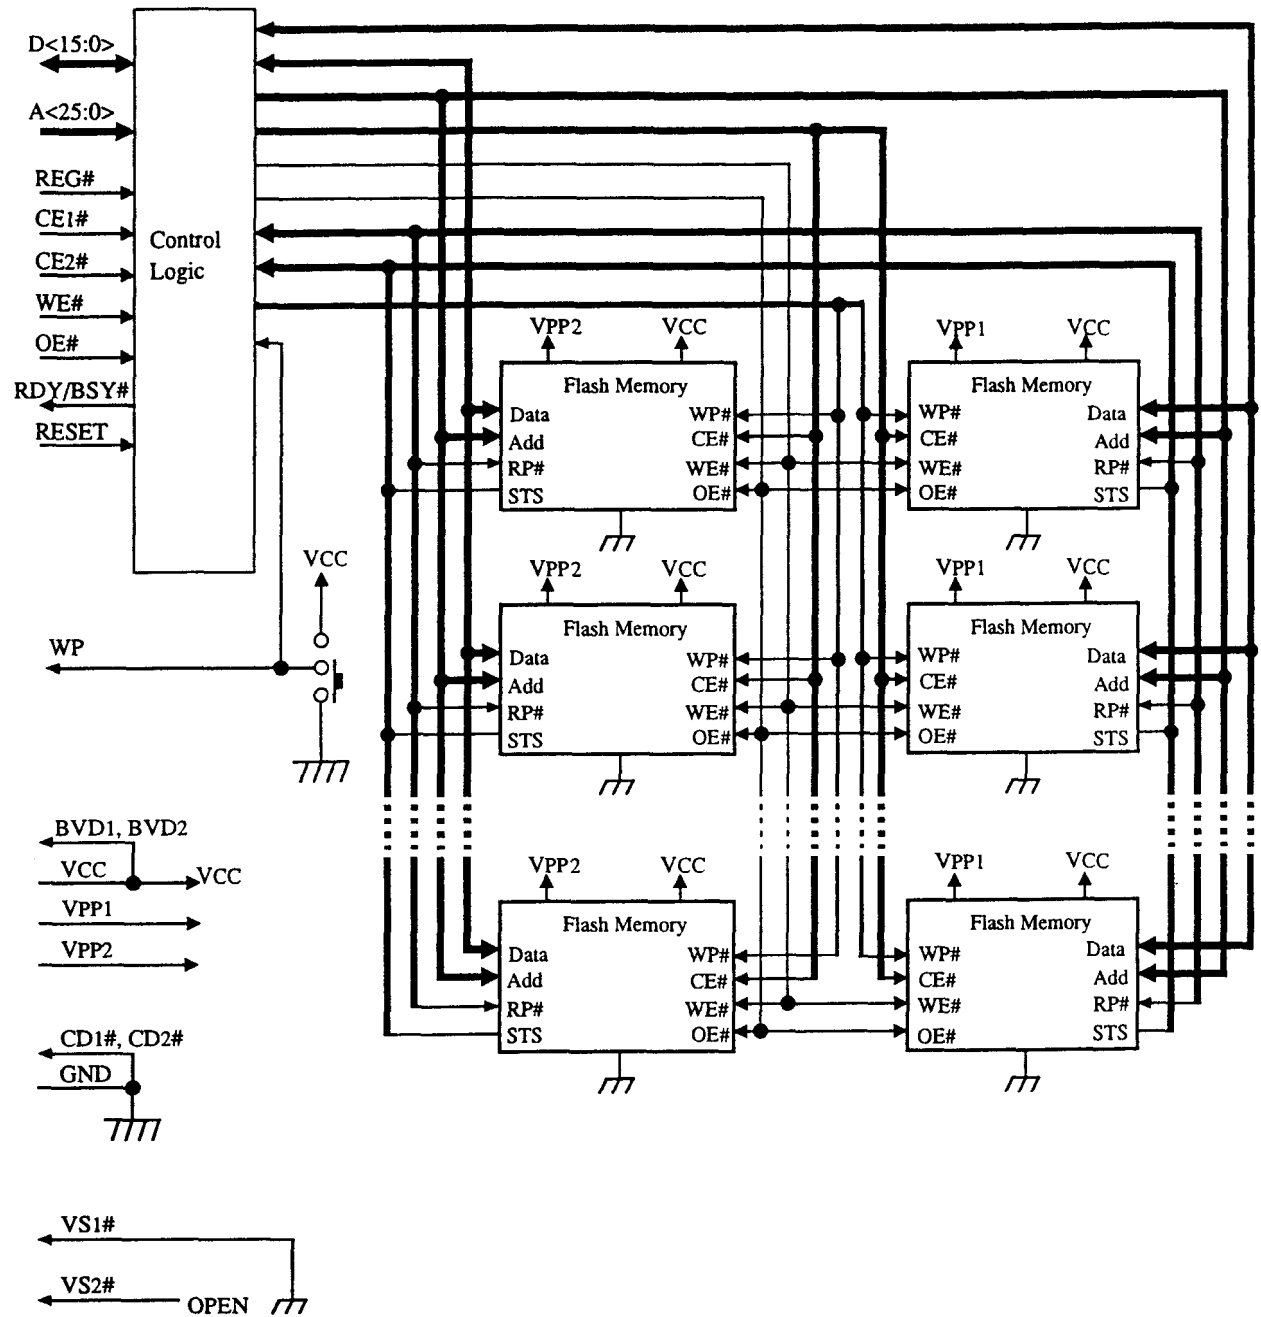 D<15:0>
A<25:0>
REG#
CE1#
CE2#
WE#
OE#
RDY/BSY#
RESET
Control
Logic
WP
VCC
BVD1, BVD2
VCC
VCC
VPP1
VPP2
CD1#, CD2#
GND
VS1#
VS2#
OPEN
VPP2
VCC
Flash Memory
Data
WP#
Add
CE#
RP#
WE#
STS
OE#
VPP1
VCC
Flash Memory
WP#
Data
CE#
Add
WE#
RP#
OE#
STS
VPP2
VCC
Flash Memory
Data
WP#
Add
CE#
RP#
WE#
STS
OE#
VPP1
VCC
Flash Memory
WP#
Data
CE#
Add
WE#
RP#
OE#
STS
VPP2
VCC
Flash Memory
Data
WP#
Add
CE#
RP#
WE#
STS
OE#
VPP1
VCC
Flash Memory
WP#
Data
CE#
Add
WE#
RP#
OE#
STS